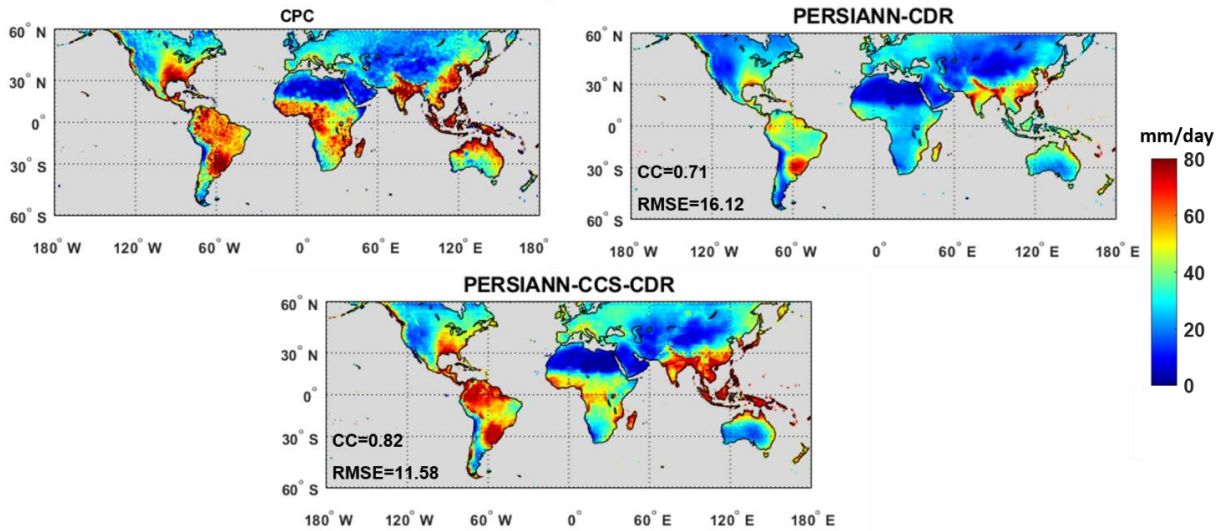 CPC
60° N
30° N
0°
30° S
60° S
180° W
120° W
60° W
0°
60° E
120° E
180° E
PERSIANN-CDR
60° N
30° N
0°
30° S
60° S
CC=0.71
RMSE=16.12
180° W
120° W
60° W
0°
60° E
120° E
180° E
mm/day
80
60
40
20
0
PERSIANN-CCS-CDR
60° N
30° N
0°
30° S
60° S
CC=0.82
RMSE=11.58
180° W
120° W
60° W
0°
60° E
120° E
180° E